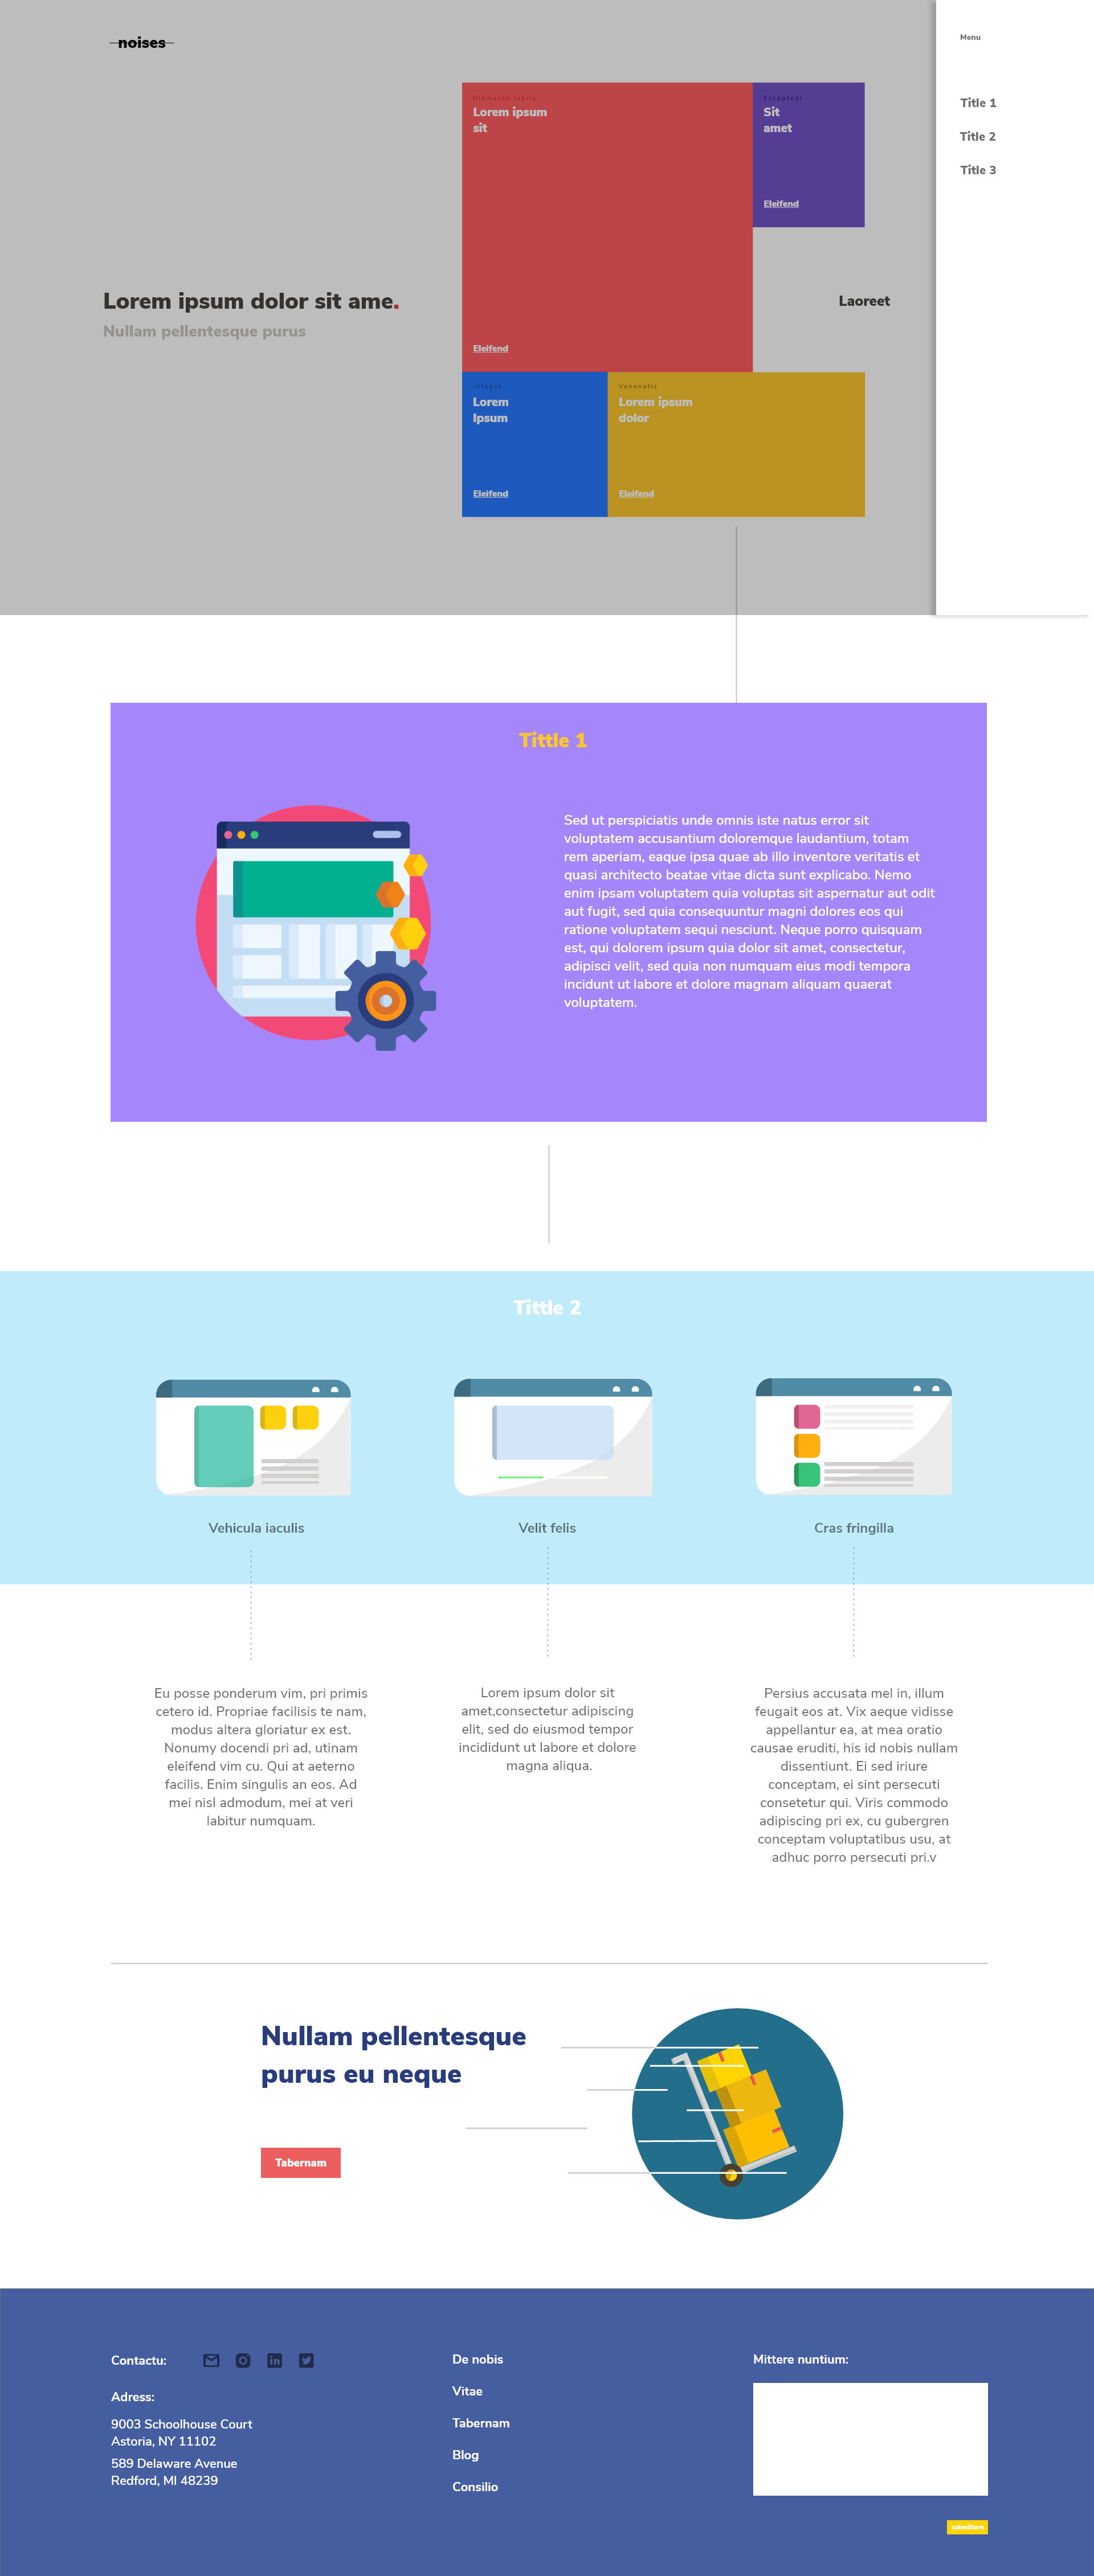 noises
Menu
Title 1
Title 2
Title 3
Ulamocko laboris
Lorem ipsum
sit
Eleifend
Excepteur
Sit
amet
Eleifend
Lorem ipsum dolor sit ame.
Nullam pellentesque purus
Laoreet
Integer
Lorem
Ipsum
Eleifend
Venenatis
Lorem ipsum
dolor
Eleifend
Tittle 1
Sed ut perspiciatis unde omnis iste natus error sit
voluptatem accusantium doloremque laudantium, totam
rem aperiam, eaque ipsa quae ab illo inventore veritatis et
quasi architecto beatae vitae dicta sunt explicabo. Nemo
enim ipsam voluptatem quia voluptas sit aspernatur aut odit
aut fugit, sed quia consequuntur magni dolores eos qui
ratione voluptatem sequi nesciunt. Neque porro quisquam
est, qui dolorem ipsum quia dolor sit amet, consectetur,
adipisci velit, sed quia non numquam eius modi tempora
incidunt ut labore et dolore magnam aliquam quaerat
voluptatem.
Tittle 2
Vehicula iaculis
Velit felis
Cras fringilla
Eu posse ponderum vim, pri primis
cetero id. Propriae facilisis te nam,
modus altera gloriatur ex est.
Nonumy docendi pri ad, utinam
eleifend vim cu. Qui at aeterno
facilis. Enim singulis an eos. Ad
mei nisl admodum, mei at veri
labitur numquam.
Lorem ipsum dolor sit
amet,consectetur adipiscing
elit, sed do eiusmod tempor
incididunt ut labore et dolore
magna aliqua.
Persius accusata mel in, illum
feugait eos at. Vix aeque vidisse
appellantur ea, at mea oratio
causae eruditi, his id nobis nullam
dissentiunt. Ei sed iriure
conceptam, ei sint persecuti
consetetur qui. Viris commodo
adipiscing pri ex, cu gubergren
conceptam voluptatibus usu, at
adhuc porro persecuti pri.v
Nullam pellentesque
purus eu neque
Tabernam
Contactu:
Adress:
9003 Schoolhouse Court
Astoria, NY 11102
589 Delaware Avenue
Redford, MI 48239
De nobis
Vitae
Tabernam
Blog
Consilio
Mittere nuntium:
submittere